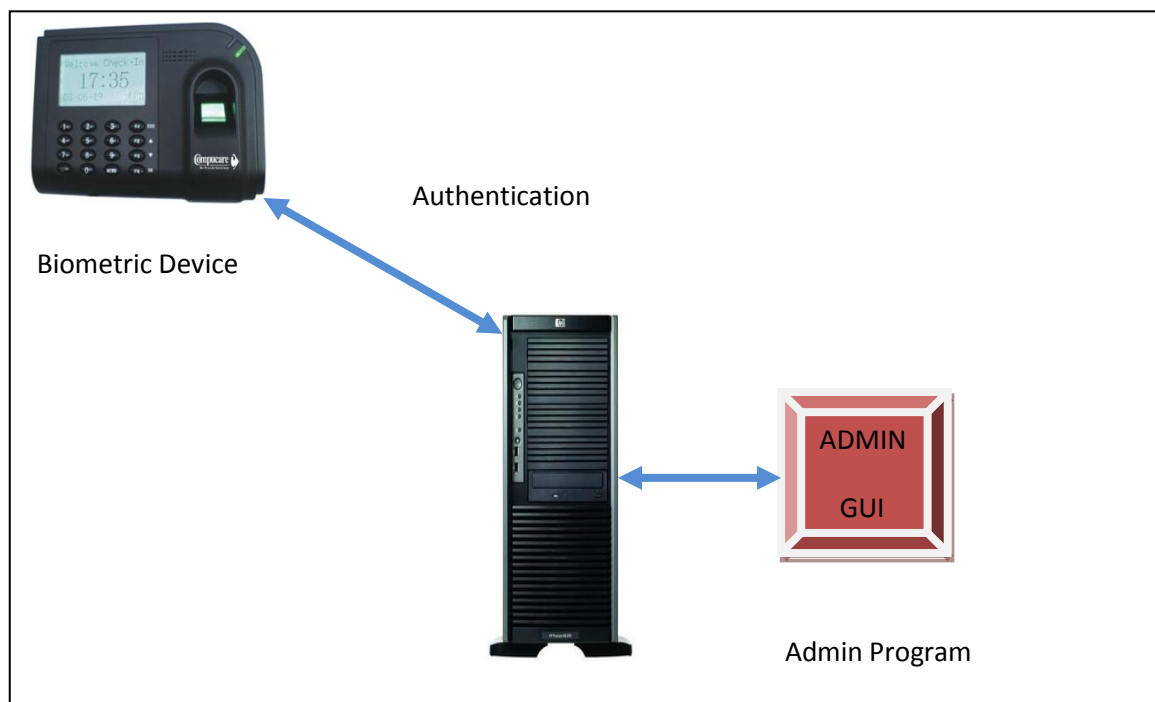 Welcome Check-In
17:35
Compucare
Authentication
Biometric Device
ADMIN
GUI
Admin Program